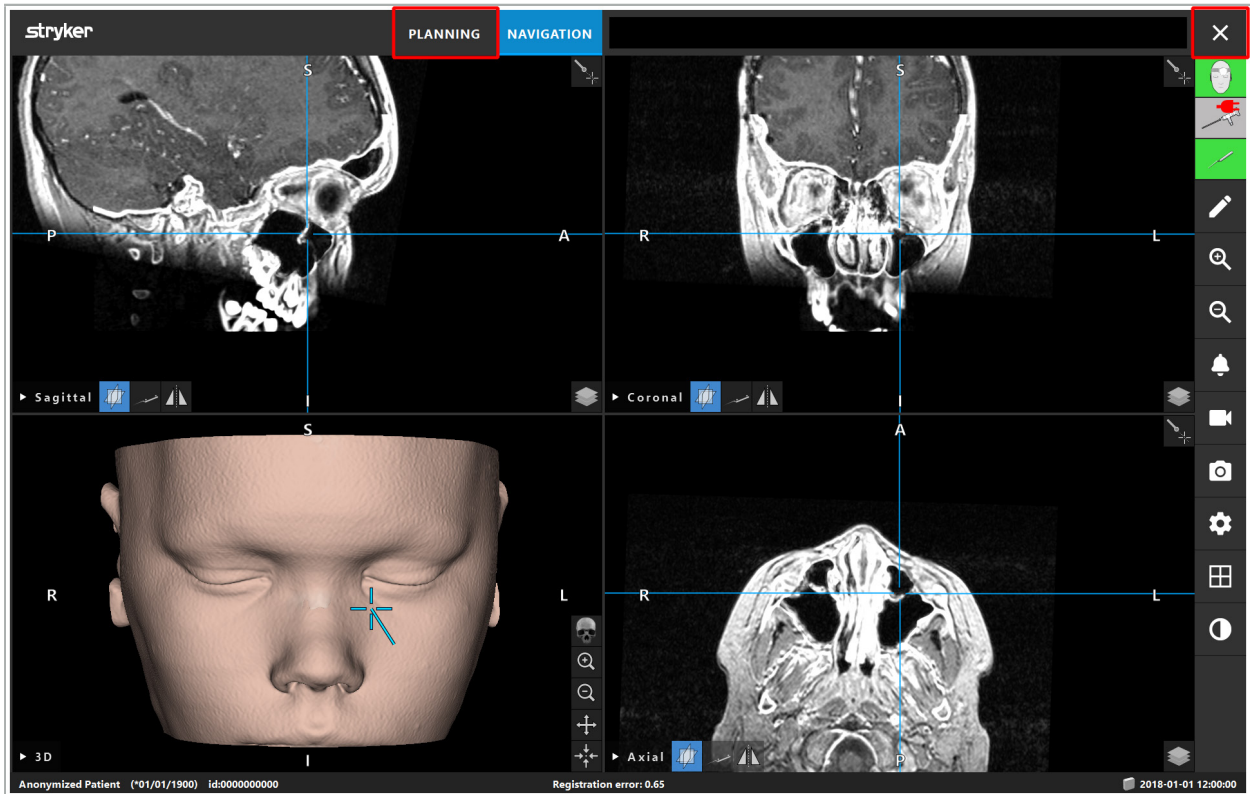 stryker
PLANNING
NAVIGATION
S
P
A
I
Sagittal
S
R
L
I
Coronal
S
R
L
I
3D
A
R
L
P
Axial
Anonymized Patient (*01/01/1900) id:0000000000
Registration error: 0.65
2018-01-01 12:00:00